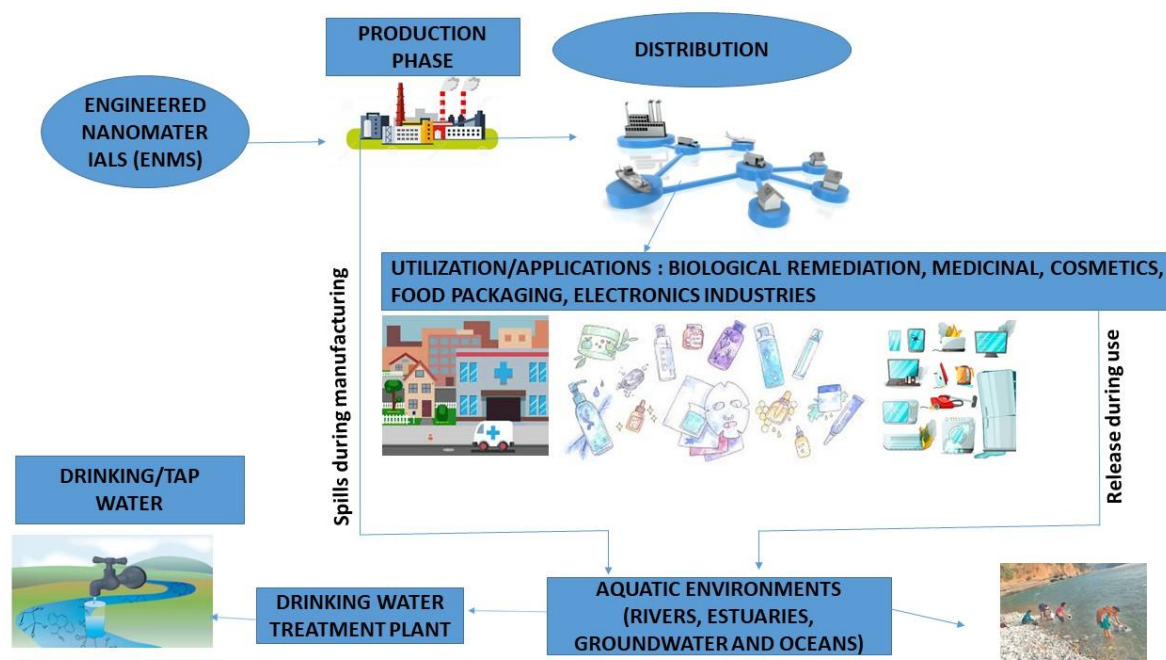 PRODUCTION
PHASE
DISTRIBUTION
ENGINEERED
NANOMATER
IALS (ENMS)
UTILIZATION/APPLICATIONS : BIOLOGICAL REMEDIATION, MEDICINAL, COSMETICS,
FOOD PACKAGING, ELECTRONICS INDUSTRIES
Spills during manufacturing
Release during use
DRINKING/TAP
WATER
DRINKING WATER
TREATMENT PLANT
AQUATIC ENVIRONMENTS
(RIVERS, ESTUARIES,
GROUNDWATER AND OCEANS)